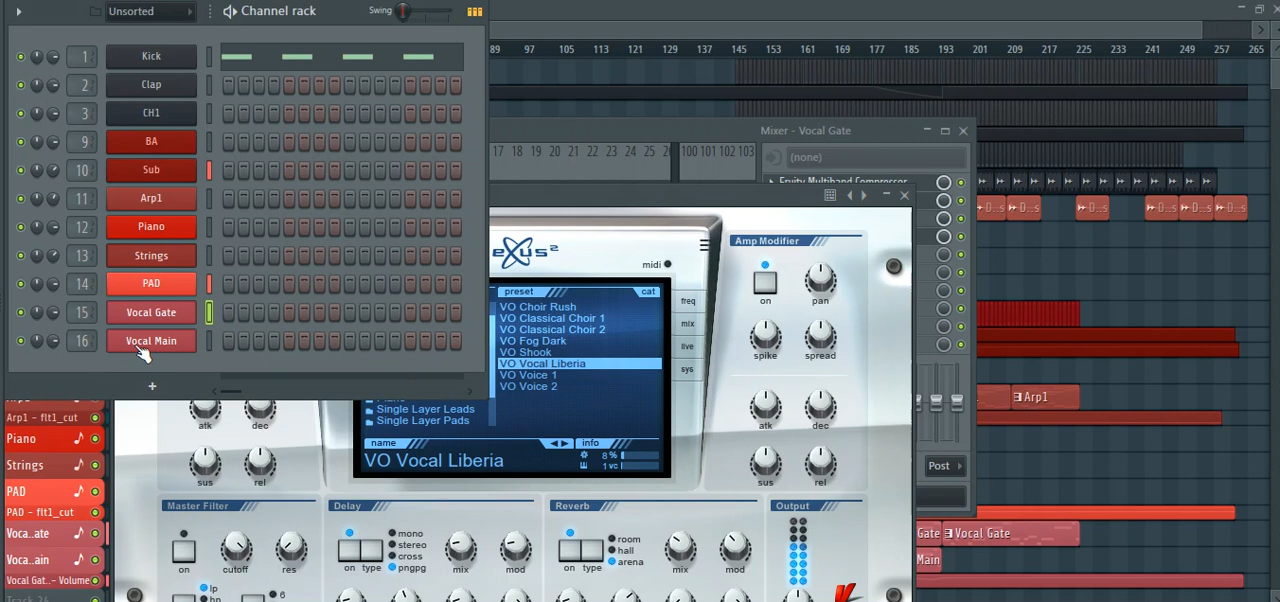 Unsorted
Channel rack
Swing
1 Kick
2 Clap
3 CH1
9 BA
10 Sub
11 Arp1
12 Piano
13 Strings
14 PAD
15 Vocal Gate
16 Vocal Main
+
89 97 105 113 121 129 137 145 153 161 169 177 185 193 201 209 217 225 233 241 249 257 265
Mixer - Vocal Gate
17 18 19 20 21 22 23 24 25 100 101 102 103
(none)
Fruity Multiband Compressor
midi
preset
cat
VO Choir Rush
VO Classical Choir 1
VO Classical Choir 2
VO Fog Dark
VO Shook
VO Vocal Liberia
VO Voice 1
VO Voice 2
Single Layer Leads
Single Layer Pads
name
info
8 %
1 vc
VO Vocal Liberia
freq
mix
live
sys
Amp Modifier
on
pan
spike
spread
atk
dec
sus
rel
atk
dec
sus
rel
Master Filter
on
cutoff
res
lp
hp
6
Delay
on
type
mono
stereo
cross
pngpg
mix
mod
Reverb
on
type
room
hall
arena
mix
mod
Output
Post
Arp1 - flt1_cut
Piano
Strings
PAD
PAD - flt1_cut
Voca..ate
Voca..ain
Vocal Gat..- Volume
D...s
D...s
D...s
D...s
D...s
Arp1
Gate
Vocal Gate
Main